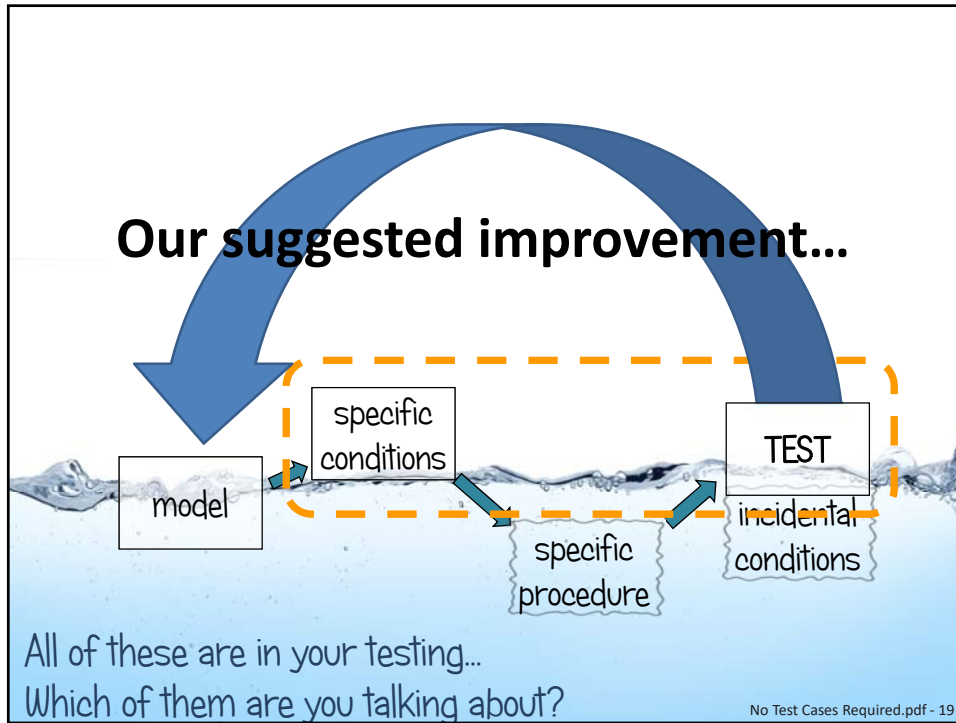 Our suggested improvement…
specific
conditions
TEST
model
incidental
conditions
specific
procedure
All of these are in your testing...
Which of them are you talking about?
No Test Cases Required.pdf - 19